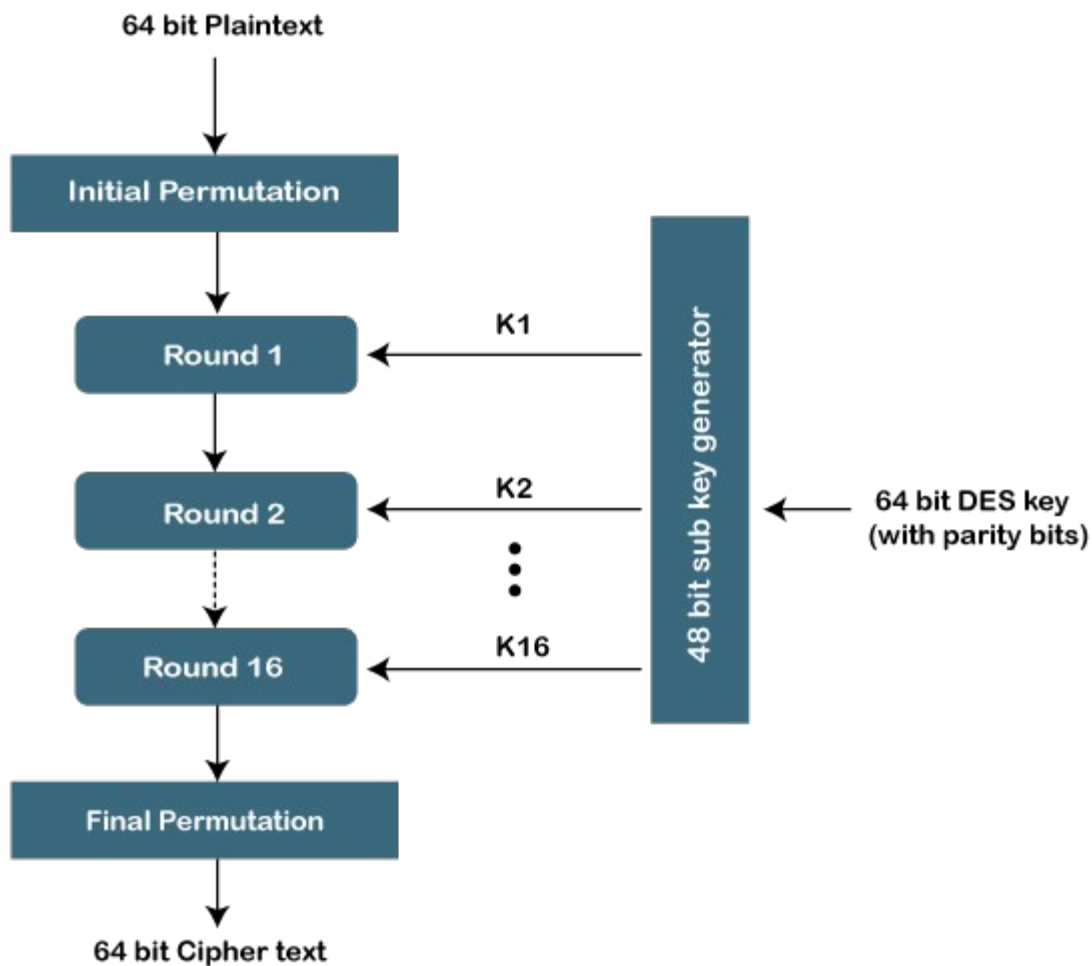 64 bit Plaintext
Initial Permutation
Round 1
K1
Round 2
K2
Round 16
K16
48 bit sub key generator
64 bit DES key
(with parity bits)
Final Permutation
64 bit Cipher text